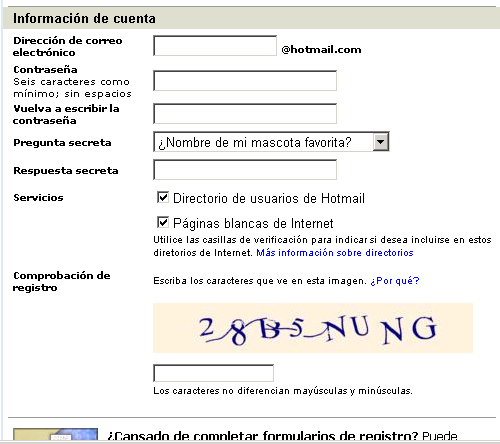 Información de cuenta
Dirección de correo
electrónico
@hotmail.com
Contraseña
Seis caracteres como
mínimo; sin espacios
Vuelva a escribir la
contraseña
Pregunta secreta
¿Nombre de mi mascota favorita?
Respuesta secreta
Servicios
Directorio de usuarios de Hotmail
Páginas blancas de Internet
Utilice las casillas de verificación para indicar si desea incluirse en estos
diretorios de Internet. Más información sobre directorios
Comprobación de
registro
Escriba los caracteres que ve en esta imagen. ¿Por qué?
28B5NUNG
Los caracteres no diferencian mayúsculas y minúsculas.
¿Cansado de completar formularios de registro? Puede